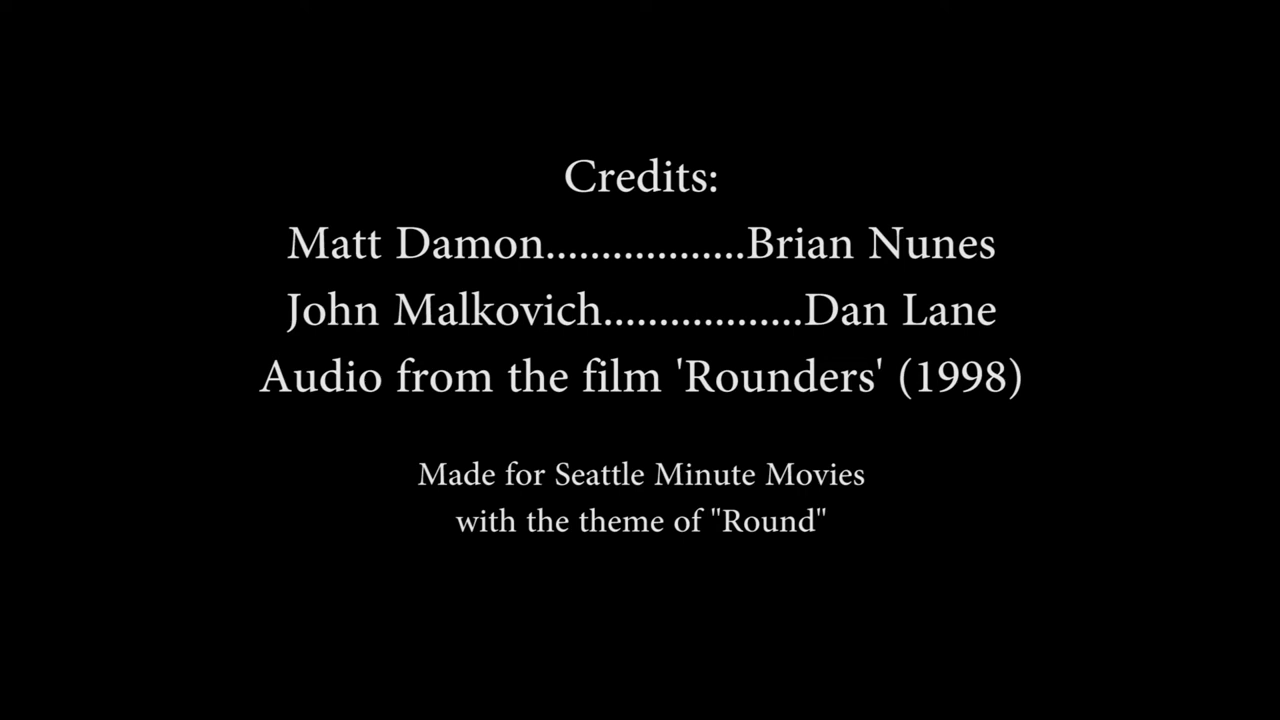 Credits:
Matt Damon..................Brian Nunes
John Malkovich..................Dan Lane
Audio from the film 'Rounders' (1998)
Made for Seattle Minute Movies
with the theme of "Round"